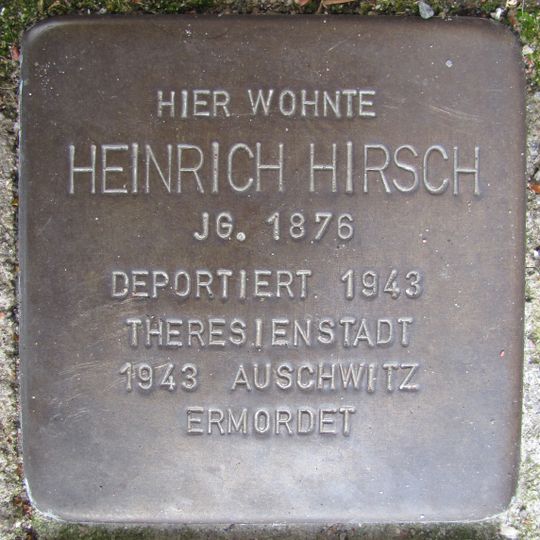 HIER WOHNTE
HEINRICH HIRSCH
JG. 1876
DEPORTIERT 1943
THERESIENSTADT
1943 AUSCHWITZ
ERMORDET